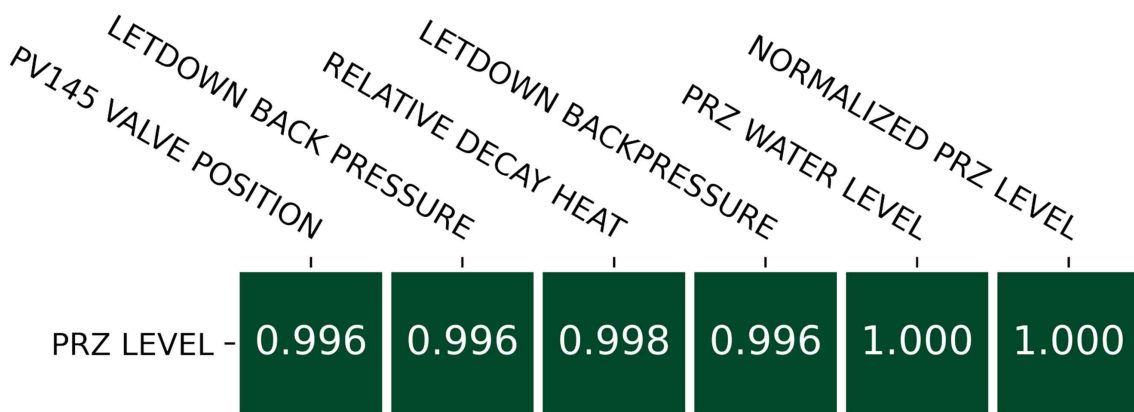 PV145 VALVE POSITION
LETDOWN BACK PRESSURE
RELATIVE DECAY HEAT
LETDOWN BACKPRESSURE
PRZ WATER LEVEL
NORMALIZED PRZ LEVEL
PRZ LEVEL 0.996 0.996 0.998 0.996 1.000 1.000